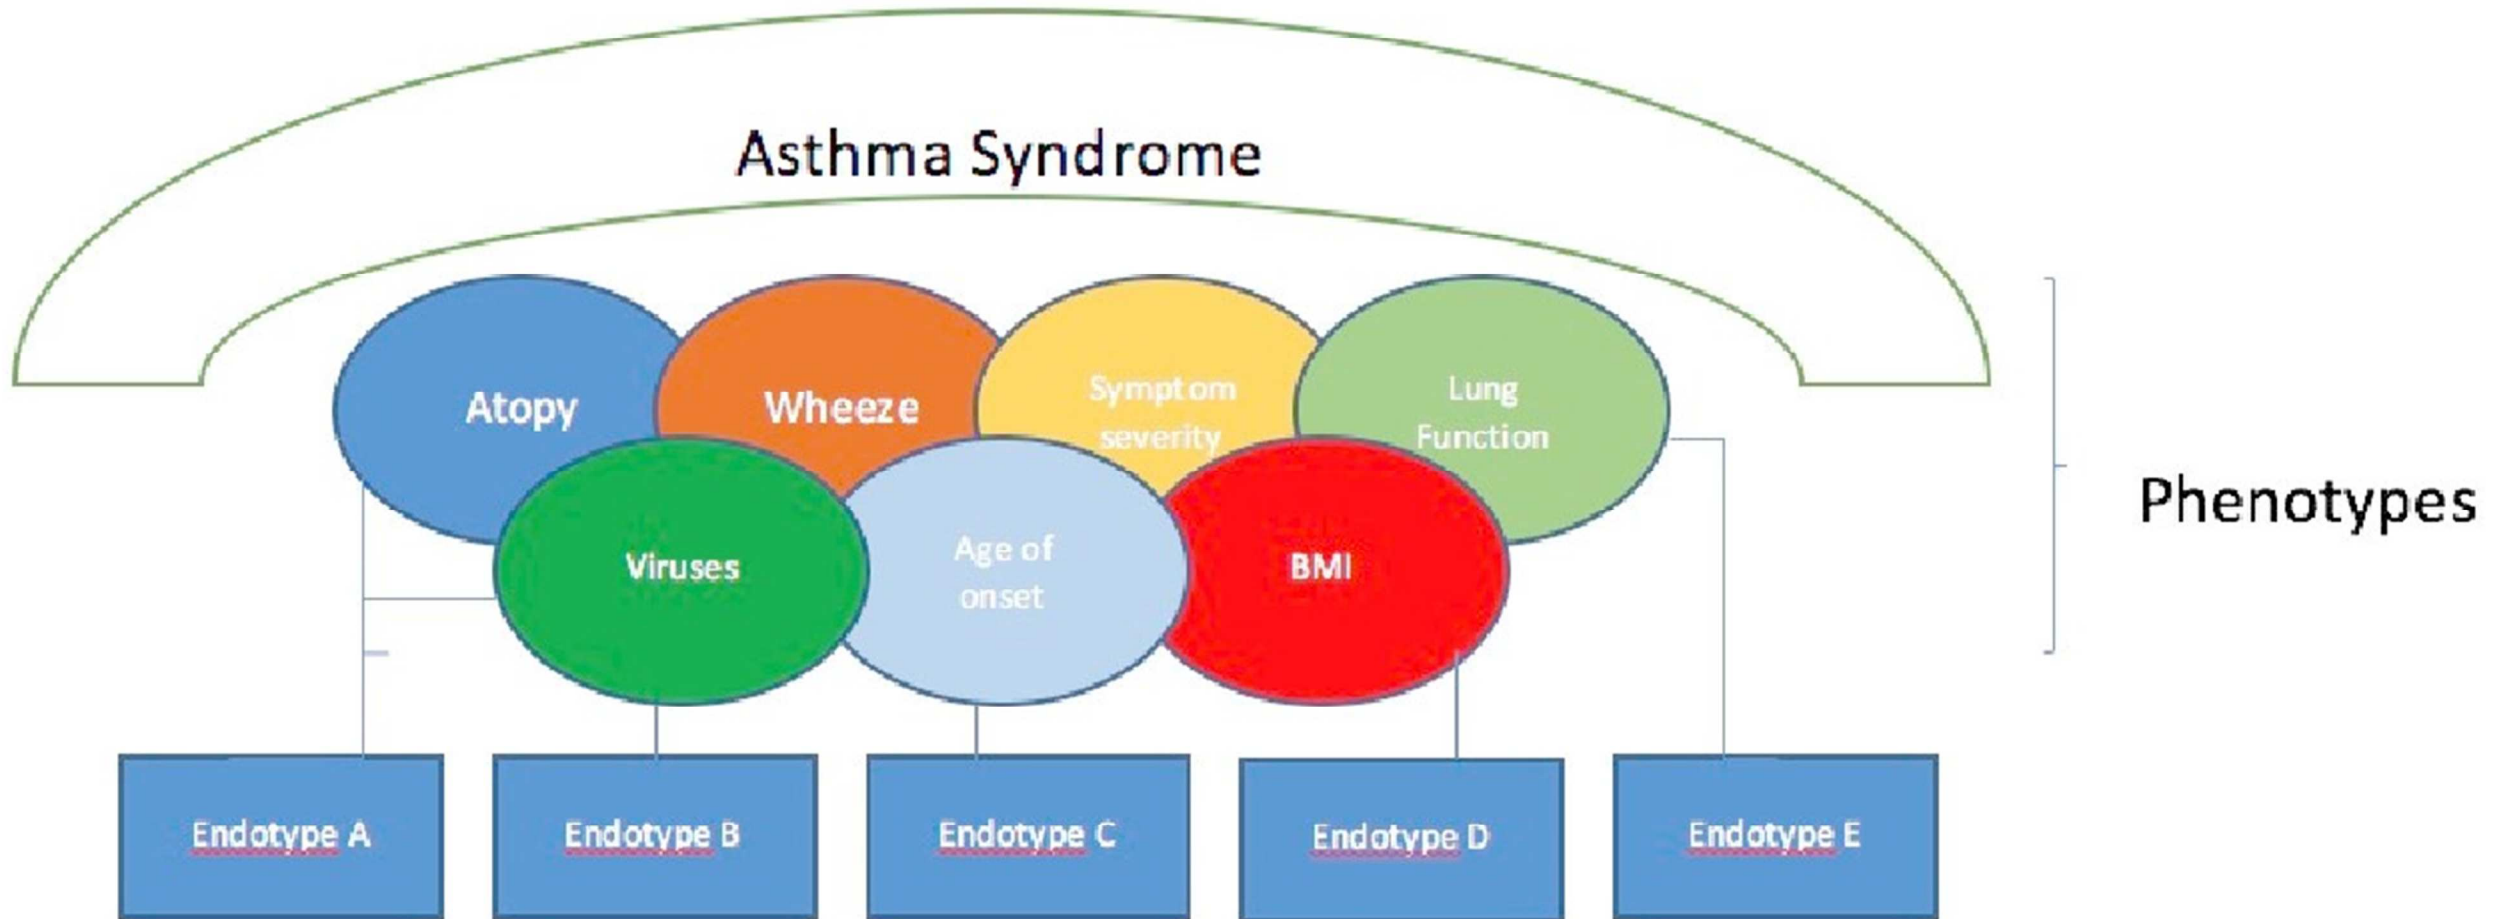 Asthma Syndrome
Atopy
Wheeze
Symptom
severity
Lung
Function
Viruses
Age of
onset
BMI
Phenotypes
Endotype A
Endotype B
Endotype C
Endotype D
Endotype E